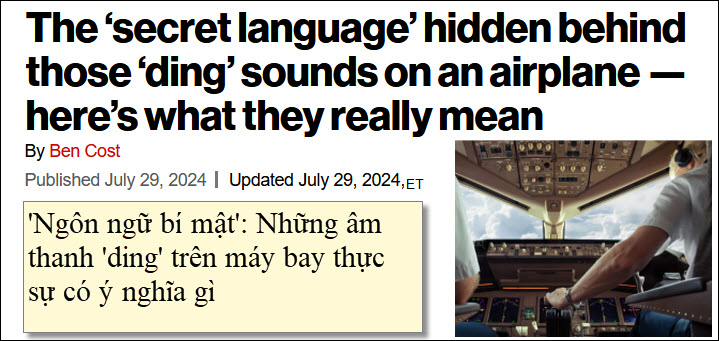 The ‘secret language’ hidden behind
those ‘ding’ sounds on an airplane —
here’s what they really mean
By Ben Cost
Published July 29, 2024 | Updated July 29, 2024,ET
'Ngôn ngữ bí mật': Những âm
thanh 'ding' trên máy bay thực
sự có ý nghĩa gì